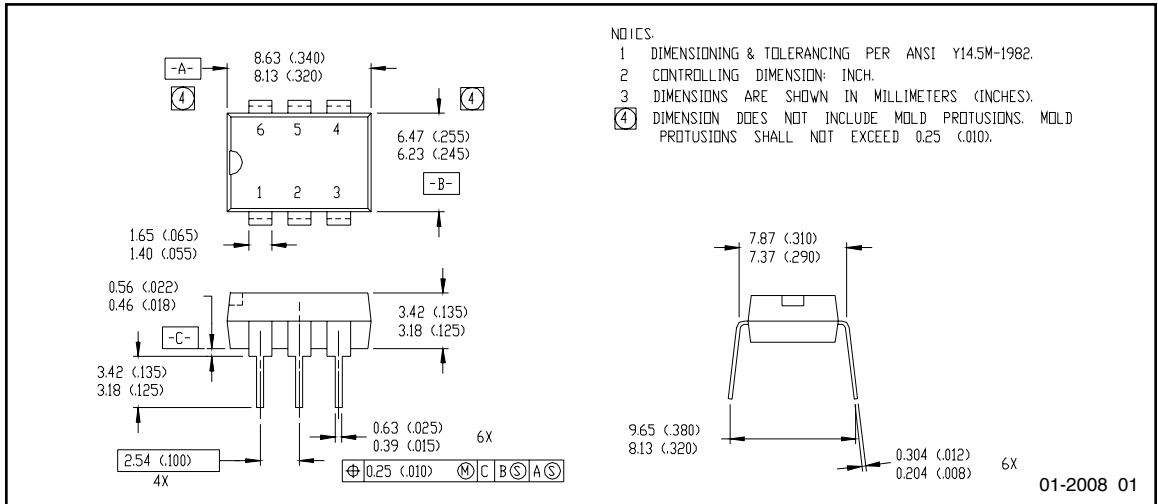 NOTES.
1 DIMENSIONING & TOLERANCING PER ANSI Y14.5M-1982.
2 CONTROLLING DIMENSION: INCH.
3 DIMENSIONS ARE SHOWN IN MILLIMETERS (INCHES).
4 DIMENSION DOES NOT INCLUDE MOLD PROTUSIONS. MOLD
PROTUSIONS SHALL NOT EXCEED 0.25 (.010).
-A-
8.63 (.340)
8.13 (.320)
4
4
6 5 4
1 2 3
6.47 (.255)
6.23 (.245)
-B-
1.65 (.065)
1.40 (.055)
0.56 (.022)
0.46 (.018)
-C-
3.42 (.135)
3.18 (.125)
3.42 (.135)
3.18 (.125)
2.54 (.100)
4X
0.63 (.025)
0.39 (.015)
6X
⌖ 0.25 (.010) Ⓜ C B Ⓢ A Ⓢ
7.87 (.310)
7.37 (.290)
9.65 (.380)
8.13 (.320)
0.304 (.012)
0.204 (.008)
6X
01-2008 01